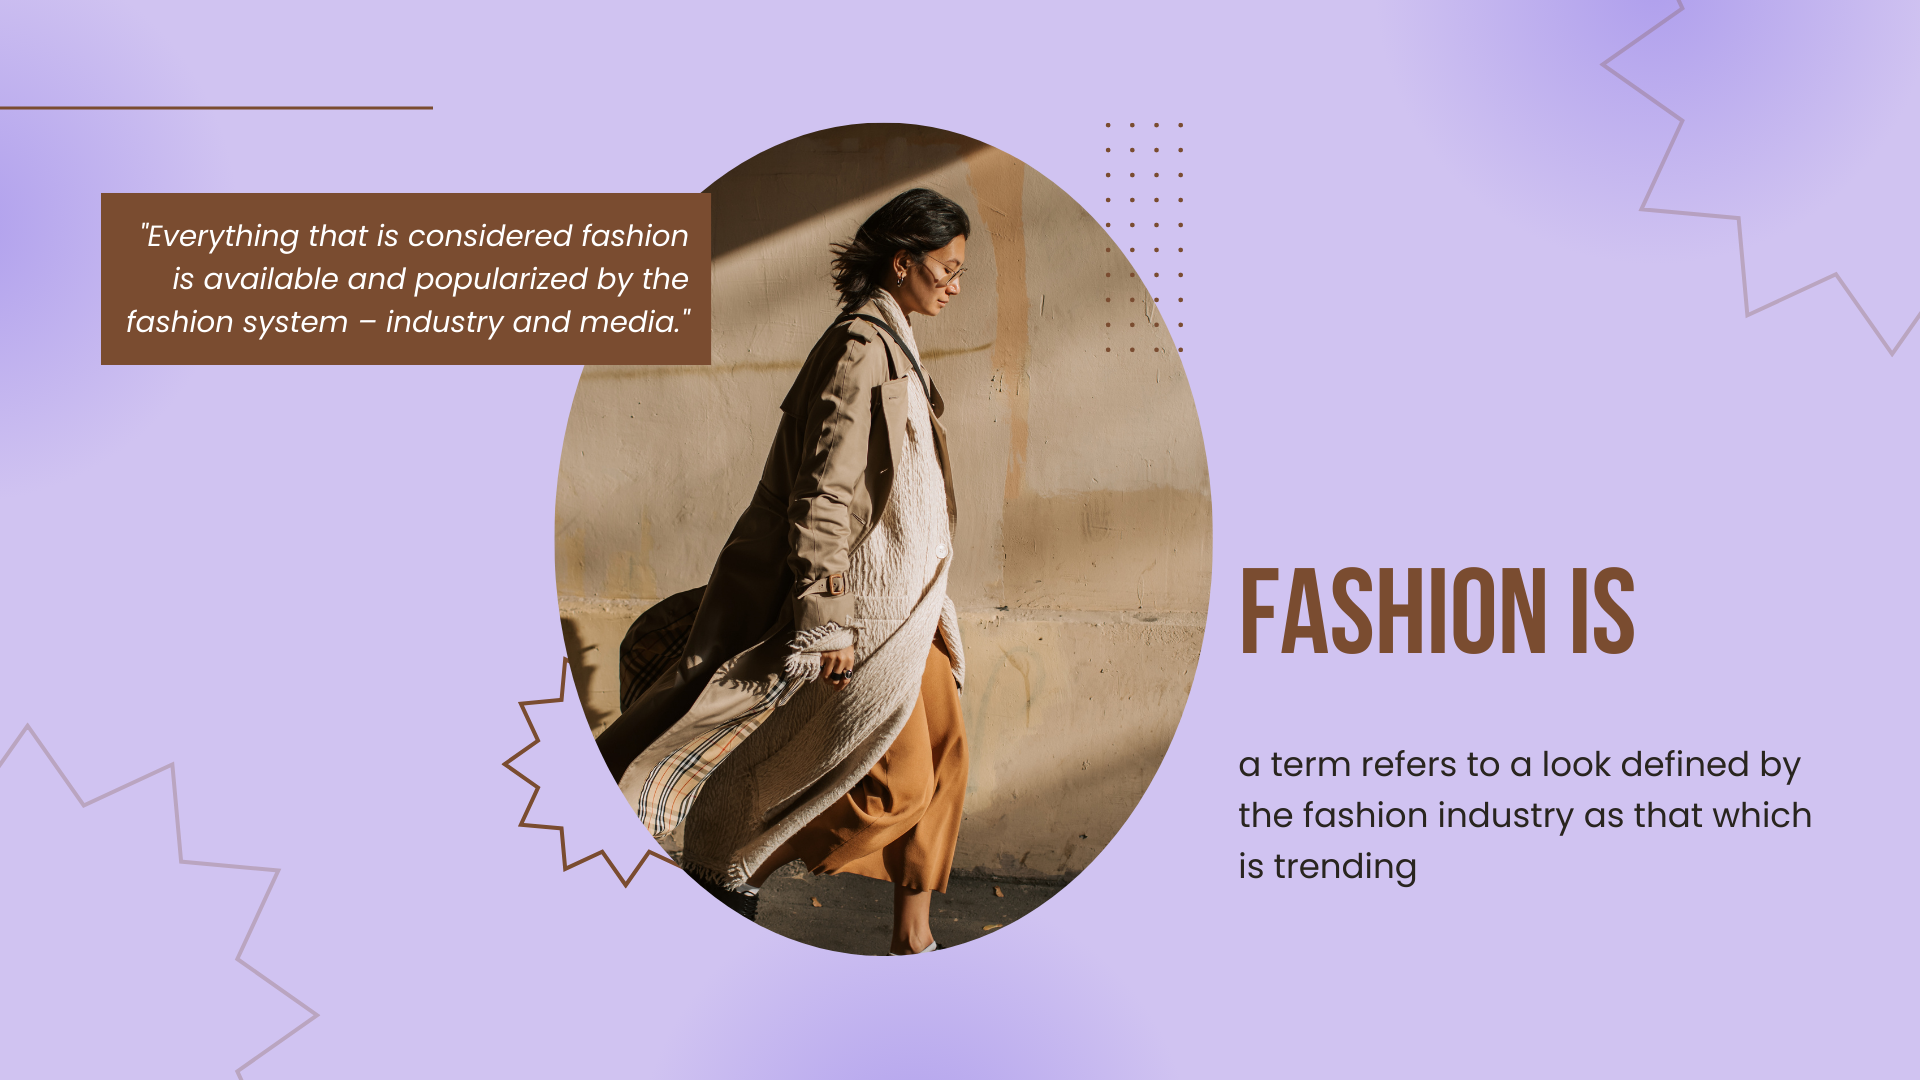 "Everything that is considered fashion
is available and popularized by the
fashion system – industry and media."
FASHION IS
a term refers to a look defined by
the fashion industry as that which
is trending